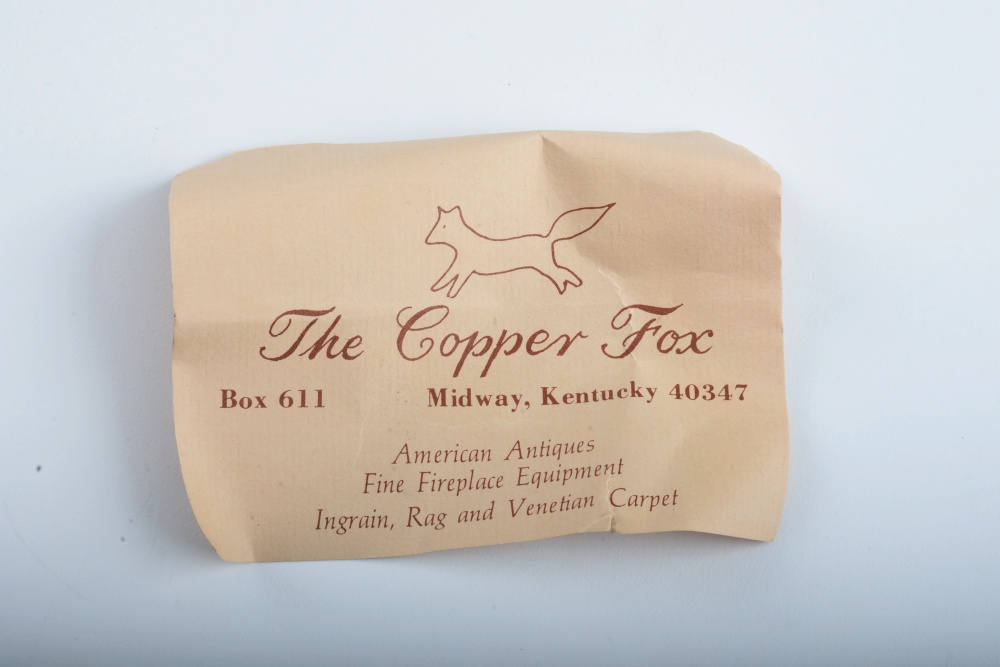 The Copper Fox
Box 611 Midway, Kentucky 40347
American Antiques
Fine Fireplace Equipment
Ingrain, Rag and Venetian Carpet